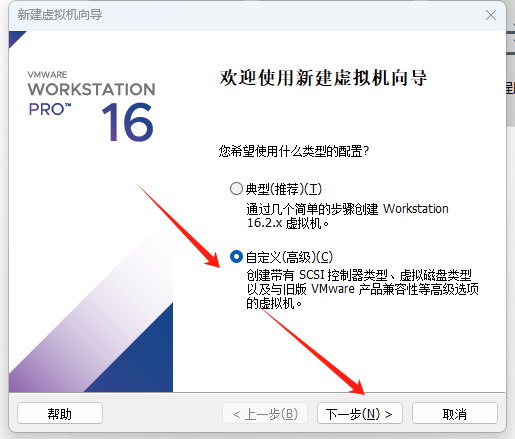 新建虚拟机向导
VMWARE
WORKSTATION
PRO™
16
欢迎使用新建虚拟机向导
您希望使用什么类型的配置?
典型(推荐)(T)
通过几个简单的步骤创建 Workstation
16.2.x 虚拟机。
自定义(高级)(C)
创建带有 SCSI 控制器类型、虚拟磁盘类型
以及与旧版 VMware 产品兼容性等高级选项
的虚拟机。
帮助
< 上一步(B)
下一步(N) >
取消